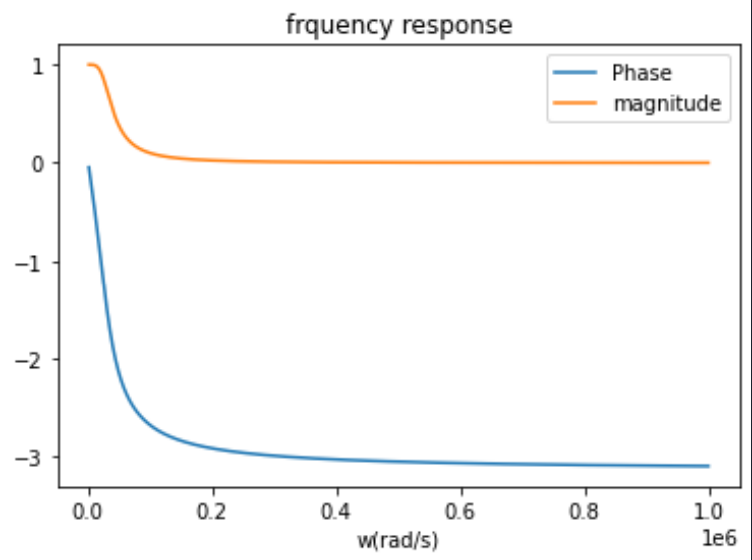 frquency response
Phase
magnitude
1
0
−1
−2
−3
0.0 0.2 0.4 0.6 0.8 1.0
1e6
w(rad/s)